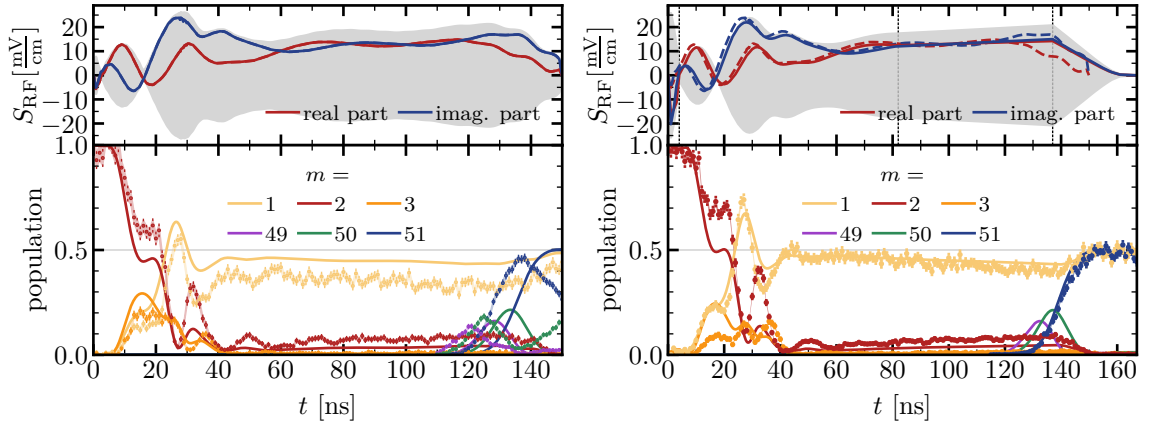 S_RF[mV/cm]
20
10
0
−10
−20
real part imag. part
population
1.0
0.5
0.0
m =
1 2 3
49 50 51
0 20 40 60 80 100 120 140
t [ns]
S_RF[mV/cm]
20
10
0
−10
−20
real part imag. part
population
1.0
0.5
0.0
m =
1 2 3
49 50 51
0 20 40 60 80 100 120 140 160
t [ns]